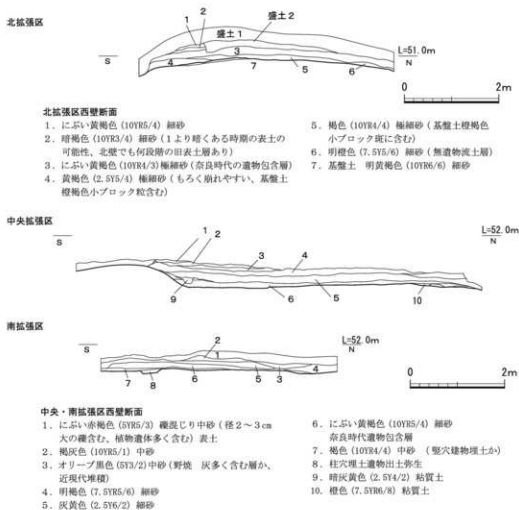 北拡張区
1
2
盛土1
盛土2
3
4
7
5
6
S
L=51.0m
N
0
2m
北拡張区西壁断面
1．にぶい黄褐色（10YR5/4）細砂
2．暗褐色（10YR3/4）細砂（1より暗くある時期の表土の
可能性、北壁でも何段階の旧表土層あり）
3．にぶい黄褐色（10YR4/3）極細砂（奈良時代の遺物包含層）
4．黄褐色（2.5Y5/4）極細砂（もろく崩れやすい、基盤土
橙褐色小ブロック粒含む）
5．褐色（10YR4/4）極細砂（基盤土橙褐色
小ブロック斑に含む）
6．明橙色（7.5Y5/6）細砂（無遺物流土層）
7．基盤土　明黄褐色（10YR6/6）細砂
中央拡張区
S
1
2
3
4
L=52.0m
N
9
6
5
10
南拡張区
S
2
1
L=52.0m
N
7
8
6
5
3
4
0
2m
中央・南拡張区西壁断面
1．にぶい赤褐色（5YR5/3）礫混じり中砂（径2～3cm
大の礫含む、植物遺体多く含む）表土
2．褐灰色（10YR5/1）中砂
3．オリーブ黒色（5Y3/2）中砂（野焼　灰多く含む層か、
近現代堆積）
4．明褐色（7.5YR5/6）細砂
5．灰黄色（2.5Y6/2）細砂
6．にぶい黄褐色（10YR5/4）細砂
奈良時代遺物包含層
7．褐色（10YR4/4）中砂　（竪穴建物埋土か）
8．柱穴埋土遺物出土弥生
9．暗灰黄色（2.5Y4/2）粘質土
10．橙色（7.5YR6/8）粘質土